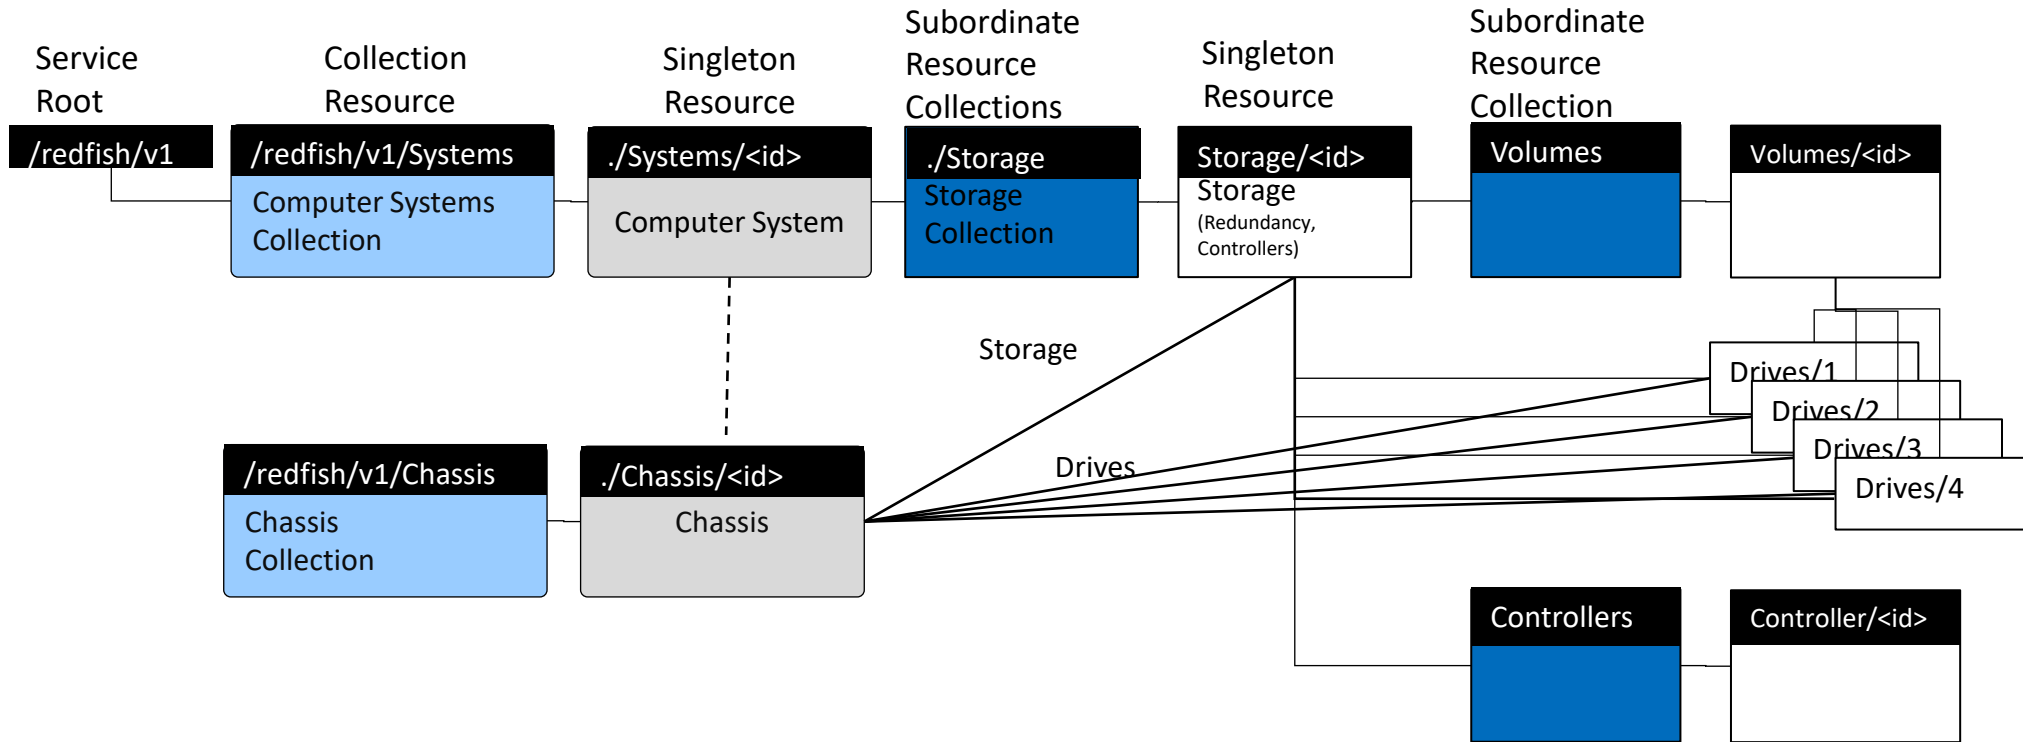 Service
Root
Collection
Resource
Singleton
Resource
Subordinate
Resource
Collections
Singleton
Resource
Subordinate
Resource
Collection
/redfish/v1
/redfish/v1/Systems
Computer Systems
Collection
./Systems/<id>
Computer System
./Storage
Storage
Collection
Storage/<id>
Storage
(Redundancy,
Controllers)
Volumes
Volumes/<id>
Storage
Drives
Drives/1
Drives/2
Drives/3
Drives/4
/redfish/v1/Chassis
Chassis
Collection
./Chassis/<id>
Chassis
Controllers
Controller/<id>